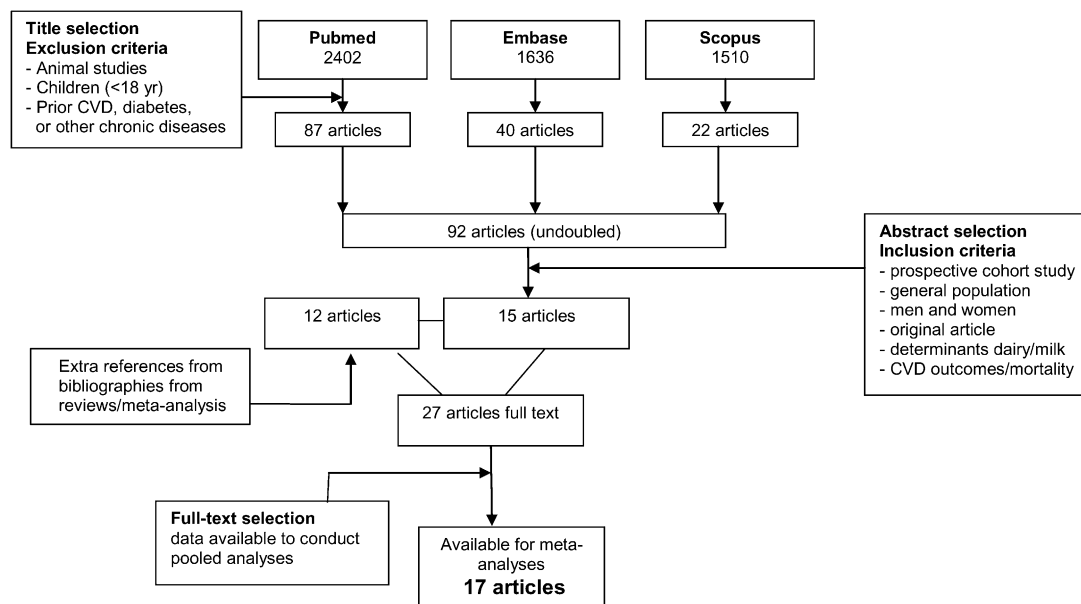 Title selection
Exclusion criteria
- Animal studies
- Children (<18 yr)
- Prior CVD, diabetes,
or other chronic diseases
Pubmed
2402
Embase
1636
Scopus
1510
87 articles
40 articles
22 articles
92 articles (undoubled)
Abstract selection
Inclusion criteria
- prospective cohort study
- general population
- men and women
- original article
- determinants dairy/milk
- CVD outcomes/mortality
12 articles
15 articles
Extra references from
bibliographies from
reviews/meta-analysis
27 articles full text
Full-text selection
data available to conduct
pooled analyses
Available for meta-
analyses
17 articles